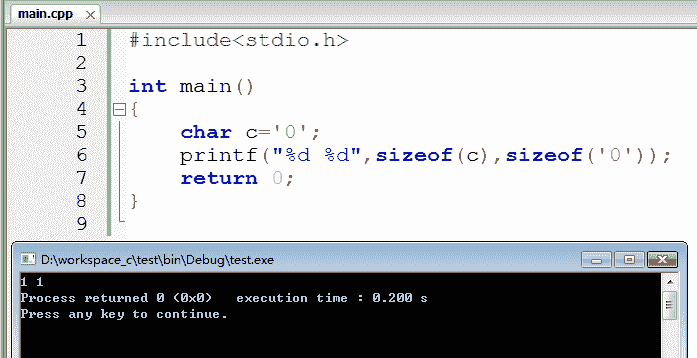 main.cpp
1 #include<stdio.h>
2
3 int main()
4 {
5 char c='0';
6 printf("%d %d",sizeof(c),sizeof('0'));
7 return 0;
8 }
9
D:\workspace_c\test\bin\Debug\test.exe
1 1
Process returned 0 (0x0)   execution time : 0.200 s
Press any key to continue.